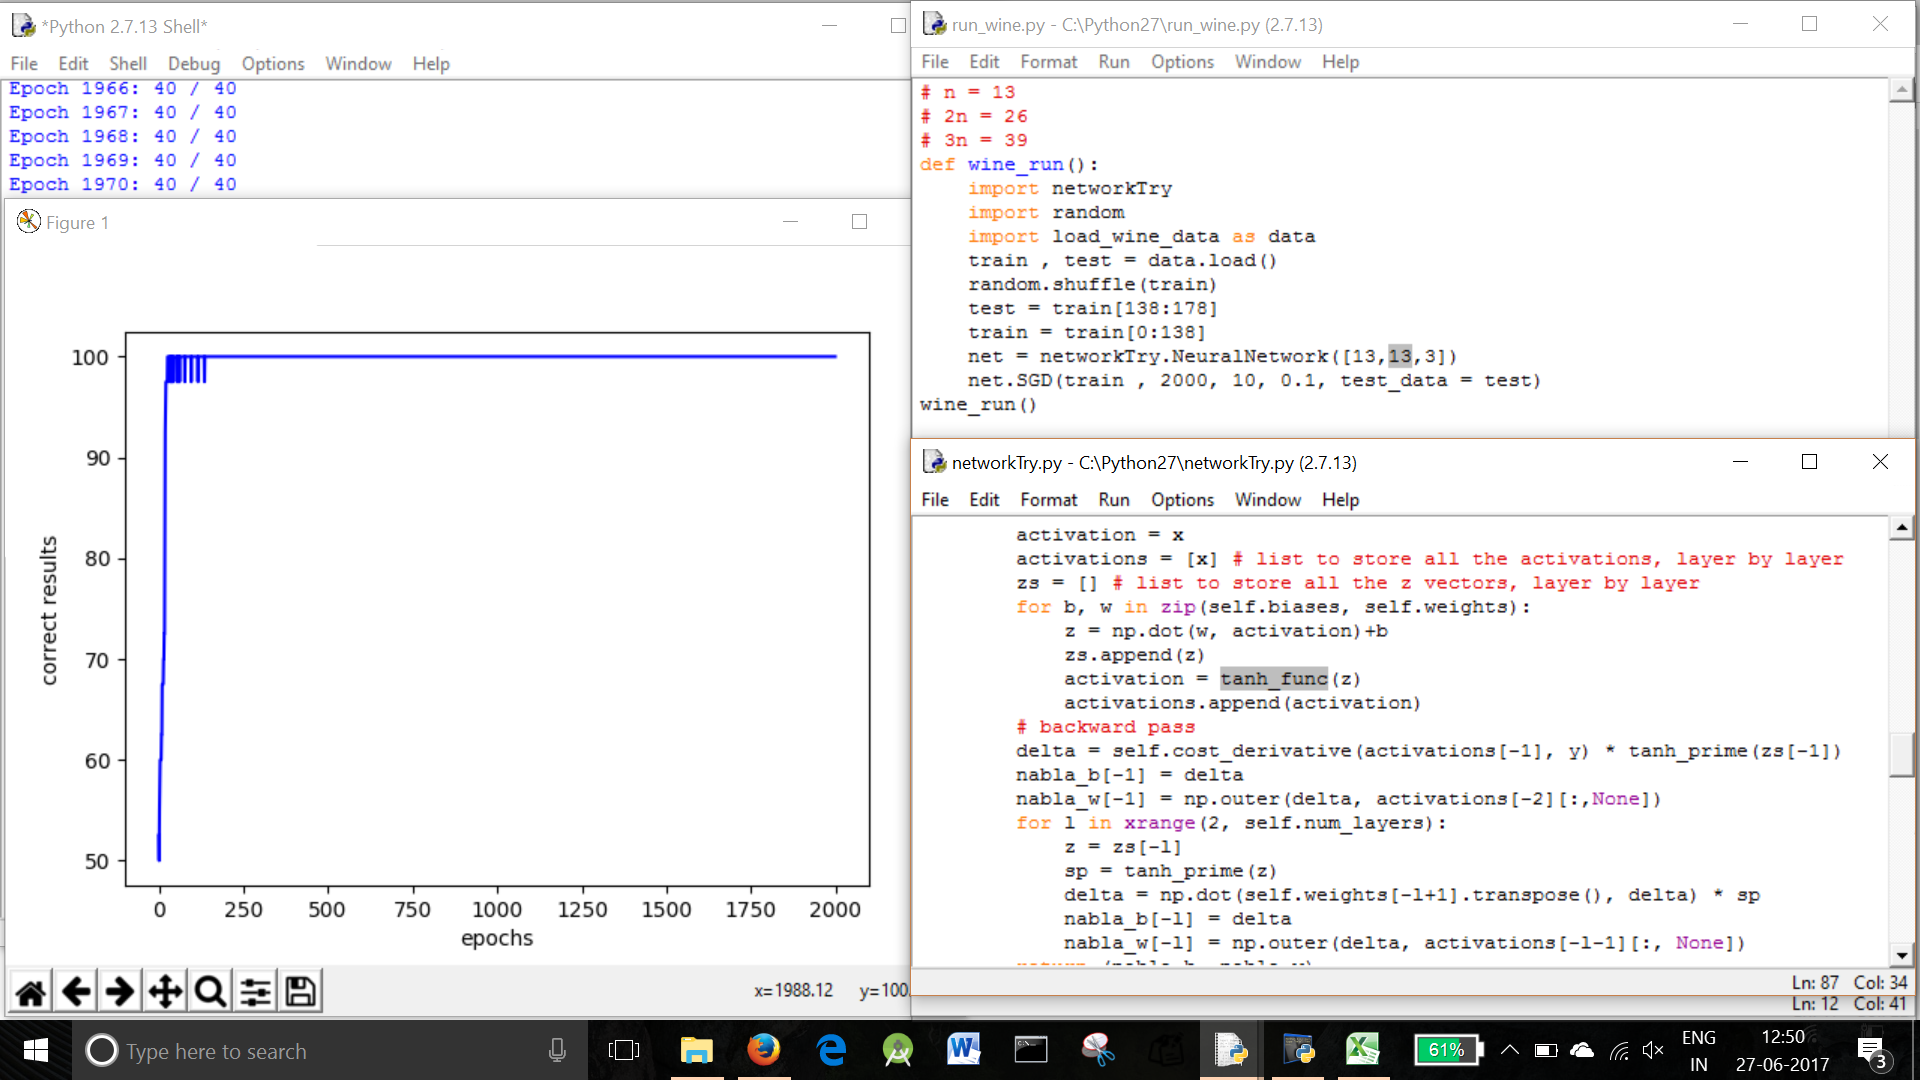 *Python 2.7.13 Shell*
File Edit Shell Debug Options Window Help
Epoch 1966: 40 / 40
Epoch 1967: 40 / 40
Epoch 1968: 40 / 40
Epoch 1969: 40 / 40
Epoch 1970: 40 / 40
Figure 1
100
90
80
70
60
50
correct results
0 250 500 750 1000 1250 1500 1750 2000
epochs
x=1988.12 y=100.
run_wine.py - C:\Python27\run_wine.py (2.7.13)
File Edit Format Run Options Window Help
# n = 13
# 2n = 26
# 3n = 39
def wine_run():
    import networkTry
    import random
    import load_wine_data as data
    train , test = data.load()
    random.shuffle(train)
    test = train[138:178]
    train = train[0:138]
    net = networkTry.NeuralNetwork([13,13,3])
    net.SGD(train , 2000, 10, 0.1, test_data = test)
wine_run()
networkTry.py - C:\Python27\networkTry.py (2.7.13)
File Edit Format Run Options Window Help
activation = x
activations = [x] # list to store all the activations, layer by layer
zs = [] # list to store all the z vectors, layer by layer
for b, w in zip(self.biases, self.weights):
    z = np.dot(w, activation)+b
    zs.append(z)
    activation = tanh_func(z)
    activations.append(activation)
# backward pass
delta = self.cost_derivative(activations[-1], y) * tanh_prime(zs[-1])
nabla_b[-1] = delta
nabla_w[-1] = np.outer(delta, activations[-2][:,None])
for l in xrange(2, self.num_layers):
    z = zs[-l]
    sp = tanh_prime(z)
    delta = np.dot(self.weights[-l+1].transpose(), delta) * sp
    nabla_b[-l] = delta
    nabla_w[-l] = np.outer(delta, activations[-l-1][:, None])
Ln: 87 Col: 34
Ln: 12 Col: 41
Type here to search
61%
ENG
IN
12:50
27-06-2017
3